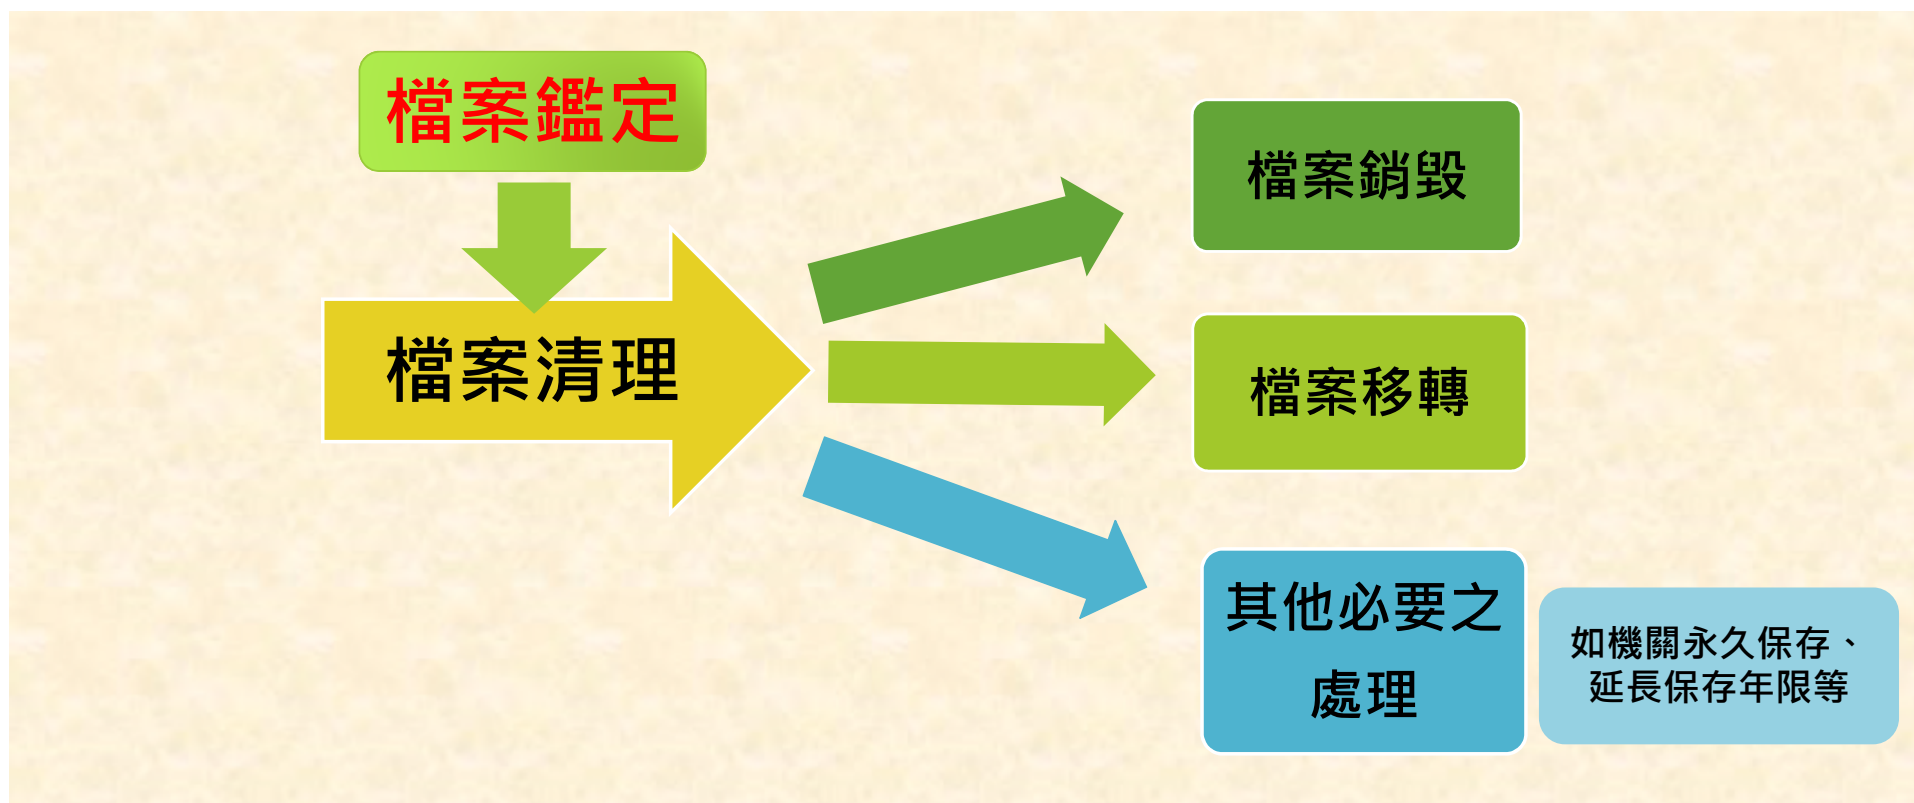 檔案鑑定
檔案清理
檔案銷毀
檔案移轉
其他必要之
處理
如機關永久保存、
延長保存年限等